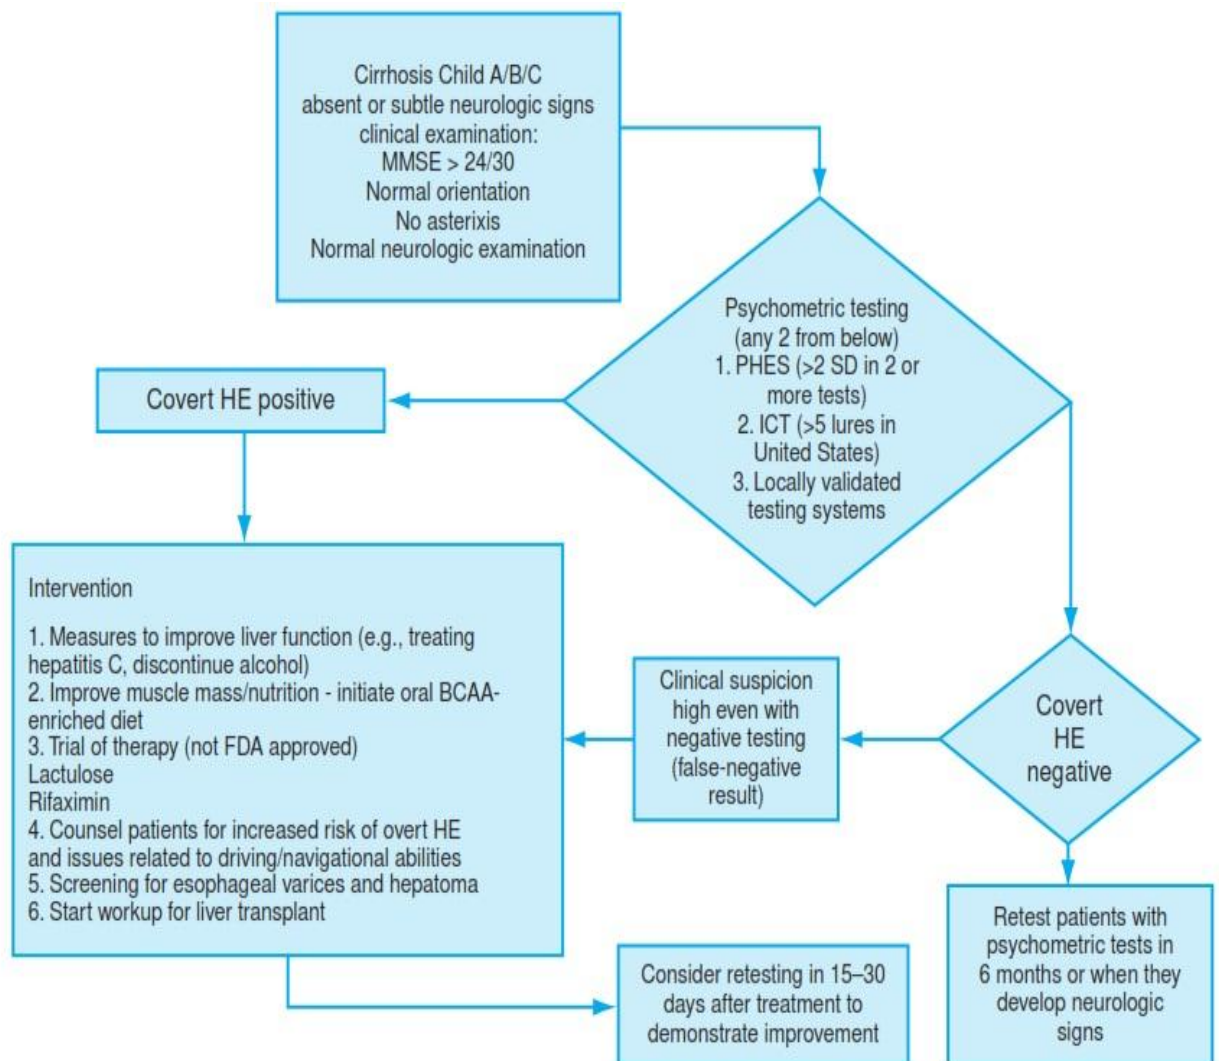 Cirrhosis Child A/B/C
absent or subtle neurologic signs
clinical examination:
MMSE > 24/30
Normal orientation
No asterixis
Normal neurologic examination
Psychometric testing
(any 2 from below)
1. PHES (>2 SD in 2 or
more tests)
2. ICT (>5 lures in
United States)
3. Locally validated
testing systems
Covert HE positive
Intervention
1. Measures to improve liver function (e.g., treating
hepatitis C, discontinue alcohol)
2. Improve muscle mass/nutrition - initiate oral BCAA-
enriched diet
3. Trial of therapy (not FDA approved)
Lactulose
Rifaximin
4. Counsel patients for increased risk of overt HE
and issues related to driving/navigational abilities
5. Screening for esophageal varices and hepatoma
6. Start workup for liver transplant
Clinical suspicion
high even with
negative testing
(false-negative
result)
Covert
HE
negative
Consider retesting in 15–30
days after treatment to
demonstrate improvement
Retest patients with
psychometric tests in
6 months or when they
develop neurologic
signs